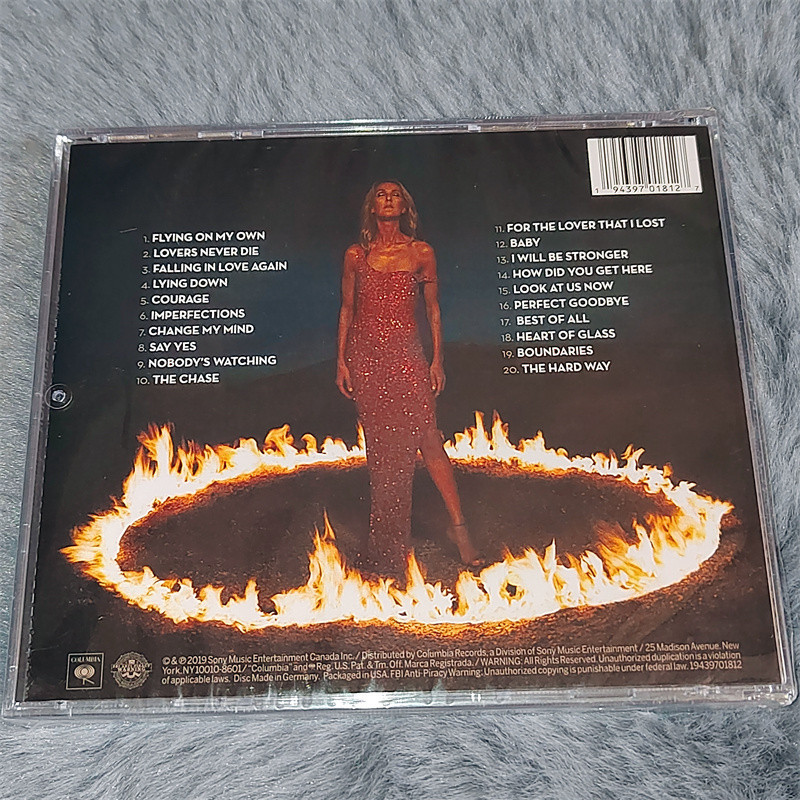 1 94397 01812 7
1. FLYING ON MY OWN
2. LOVERS NEVER DIE
3. FALLING IN LOVE AGAIN
4. LYING DOWN
5. COURAGE
6. IMPERFECTIONS
7. CHANGE MY MIND
8. SAY YES
9. NOBODY'S WATCHING
10. THE CHASE
11. FOR THE LOVER THAT I LOST
12. BABY
13. I WILL BE STRONGER
14. HOW DID YOU GET HERE
15. LOOK AT US NOW
16. PERFECT GOODBYE
17. BEST OF ALL
18. HEART OF GLASS
19. BOUNDARIES
20. THE HARD WAY
COLUMBIA
© & ℗ 2019 Sony Music Entertainment Canada Inc. / Distributed by Columbia Records, a Division of Sony Music Entertainment / 25 Madison Avenue. New
York, NY 10010-8601 / "Columbia" and Reg. U.S. Pat. & Tm. Off. Marca Registrada. / WARNING: All Rights Reserved. Unauthorized duplication is a violation
of applicable laws. Disc Made in Germany. Packaged in USA. FBI Anti-Piracy Warning: Unauthorized copying is punishable under federal law. 19439701812